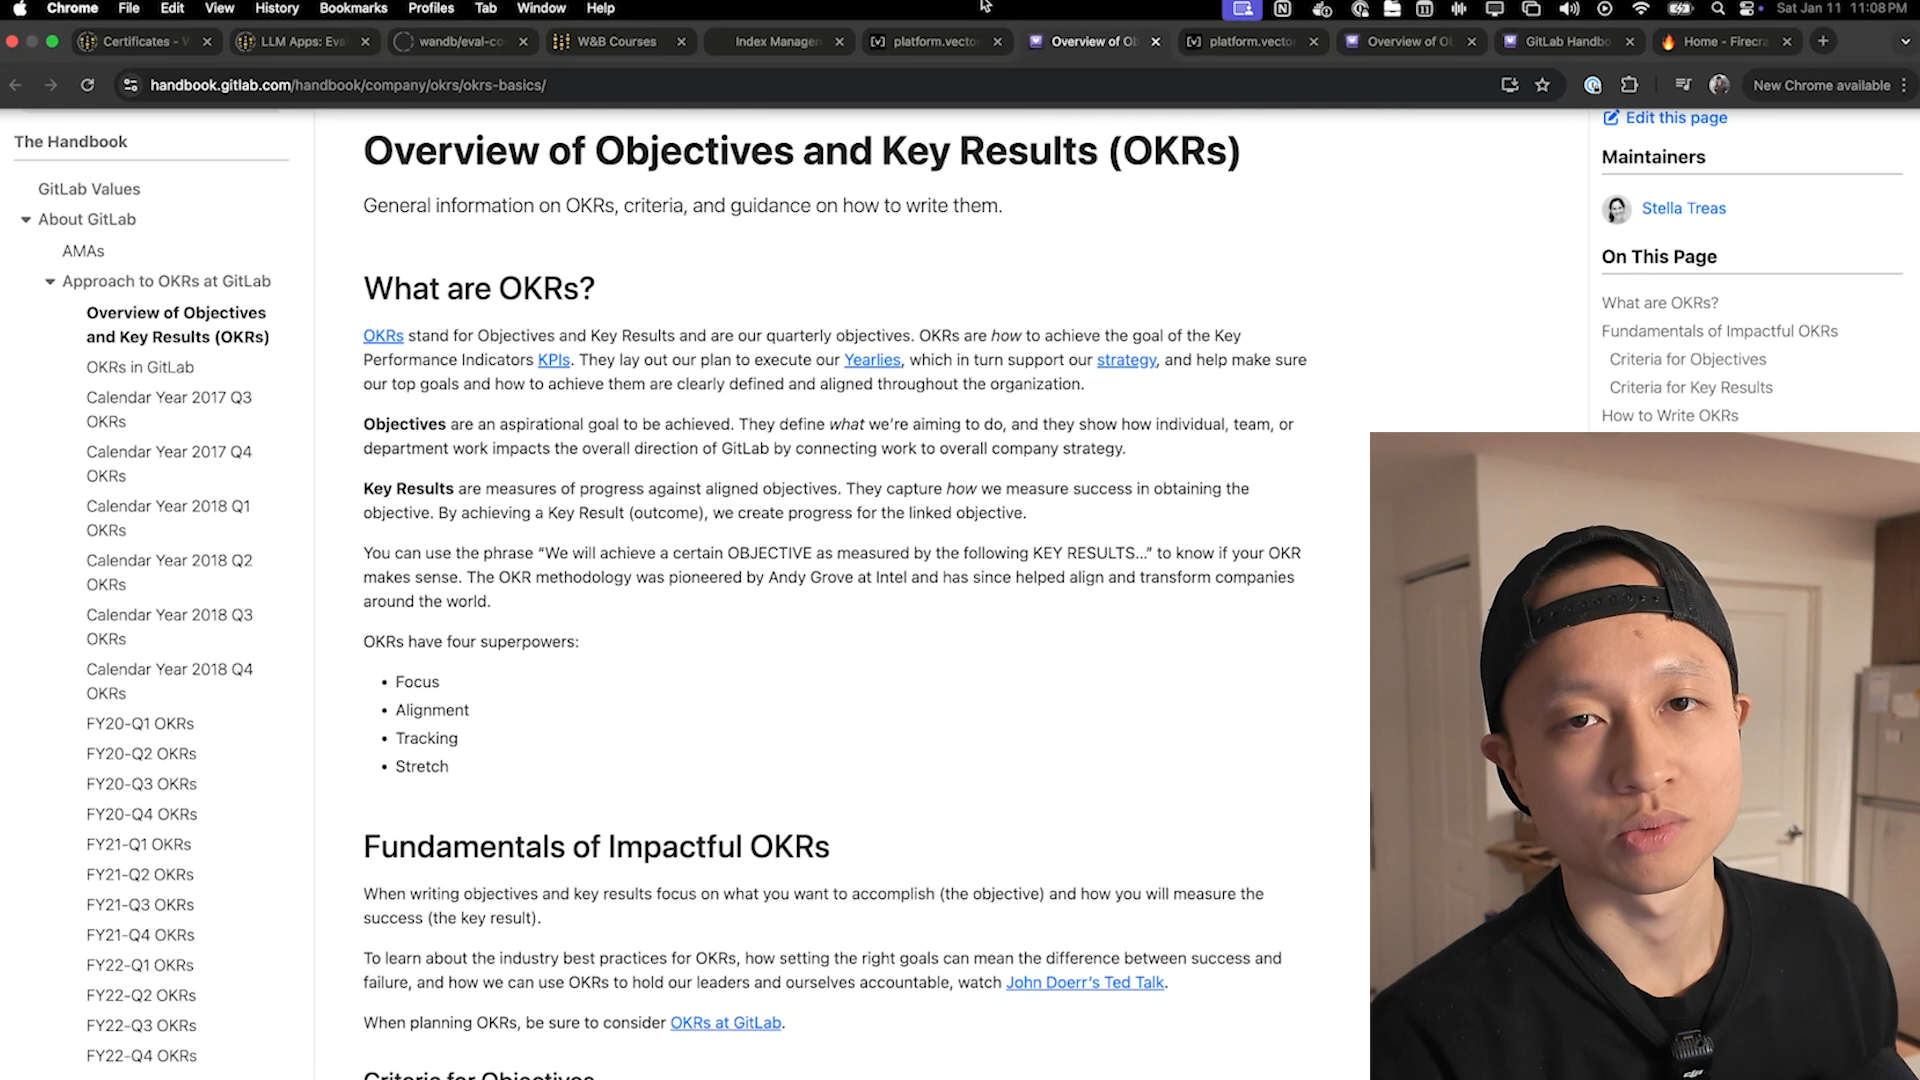 Chrome File Edit View History Bookmarks Profiles Tab Window Help Sat Jan 11 11:08 PM
Certificates - W LLM Apps: Eva wandb/eval-co W&B Courses Index Manager platform.vecto Overview of Ob platform.vecto Overview of Ob GitLab Handbo Home - Firecra
handbook.gitlab.com/handbook/company/okrs/okrs-basics/ New Chrome available
The Handbook
GitLab Values
About GitLab
AMAs
Approach to OKRs at GitLab
Overview of Objectives
and Key Results (OKRs)
OKRs in GitLab
Calendar Year 2017 Q3
OKRs
Calendar Year 2017 Q4
OKRs
Calendar Year 2018 Q1
OKRs
Calendar Year 2018 Q2
OKRs
Calendar Year 2018 Q3
OKRs
Calendar Year 2018 Q4
OKRs
FY20-Q1 OKRs
FY20-Q2 OKRs
FY20-Q3 OKRs
FY20-Q4 OKRs
FY21-Q1 OKRs
FY21-Q2 OKRs
FY21-Q3 OKRs
FY21-Q4 OKRs
FY22-Q1 OKRs
FY22-Q2 OKRs
FY22-Q3 OKRs
FY22-Q4 OKRs
Overview of Objectives and Key Results (OKRs)
General information on OKRs, criteria, and guidance on how to write them.
What are OKRs?
OKRs stand for Objectives and Key Results and are our quarterly objectives. OKRs are how to achieve the goal of the Key
Performance Indicators KPIs. They lay out our plan to execute our Yearlies, which in turn support our strategy, and help make sure
our top goals and how to achieve them are clearly defined and aligned throughout the organization.
Objectives are an aspirational goal to be achieved. They define what we're aiming to do, and they show how individual, team, or
department work impacts the overall direction of GitLab by connecting work to overall company strategy.
Key Results are measures of progress against aligned objectives. They capture how we measure success in obtaining the
objective. By achieving a Key Result (outcome), we create progress for the linked objective.
You can use the phrase “We will achieve a certain OBJECTIVE as measured by the following KEY RESULTS…” to know if your OKR
makes sense. The OKR methodology was pioneered by Andy Grove at Intel and has since helped align and transform companies
around the world.
OKRs have four superpowers:
• Focus
• Alignment
• Tracking
• Stretch
Fundamentals of Impactful OKRs
When writing objectives and key results focus on what you want to accomplish (the objective) and how you will measure the
success (the key result).
To learn about the industry best practices for OKRs, how setting the right goals can mean the difference between success and
failure, and how we can use OKRs to hold our leaders and ourselves accountable, watch John Doerr's Ted Talk.
When planning OKRs, be sure to consider OKRs at GitLab.
Criteria for Objectives
Edit this page
Maintainers
Stella Treas
On This Page
What are OKRs?
Fundamentals of Impactful OKRs
Criteria for Objectives
Criteria for Key Results
How to Write OKRs
dji